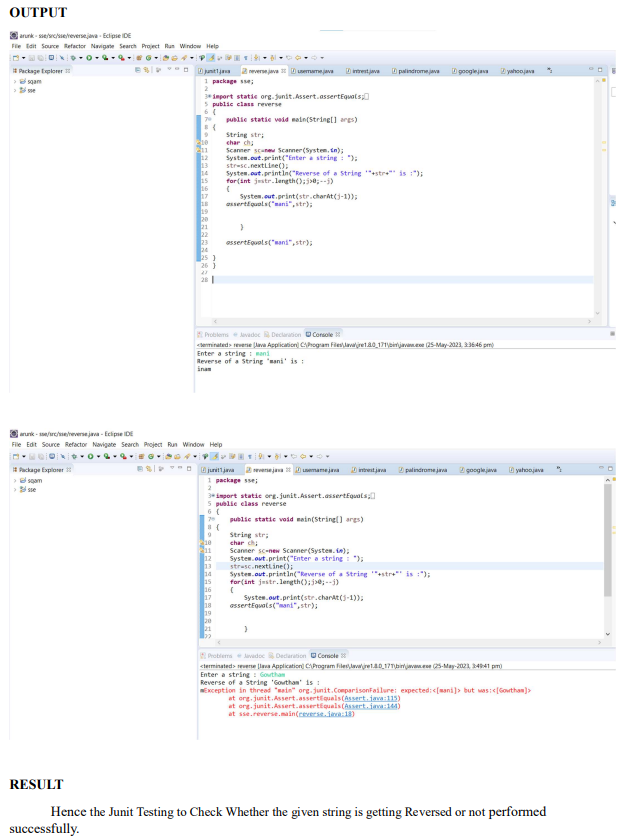 OUTPUT
arunk - sse/src/sse/reverse.java - Eclipse IDE
File Edit Source Refactor Navigate Search Project Run Window Help
Package Explorer
junit1.java reverse.java username.java intrest.java palindrome.java google.java yahoo.java
sqam
sse
1 package sse;
2
3 import static org.junit.Assert.assertEquals;
5 public class reverse
6 {
7 public static void main(String[] args)
8 {
9 String str;
10 char ch;
11 Scanner sc=new Scanner(System.in);
12 System.out.print("Enter a string : ");
13 str=sc.nextLine();
14 System.out.println("Reverse of a String '"+str+"' is :");
15 for(int j=str.length();j>0;--j)
16 {
17 System.out.print(str.charAt(j-1));
18 assertEquals("mani",str);
19
20
21 }
22
23 assertEquals("mani",str);
24
25 }
26 }
27
28
Problems Javadoc Declaration Console
<terminated> reverse [Java Application] C:\Program Files\Java\jre1.8.0_171\bin\javaw.exe (25-May-2023, 3:36:46 pm)
Enter a string : mani
Reverse of a String 'mani' is :
inam
arunk - sse/src/sse/reverse.java - Eclipse IDE
File Edit Source Refactor Navigate Search Project Run Window Help
Package Explorer
junit1.java reverse.java username.java intrest.java palindrome.java google.java yahoo.java
sqam
sse
1 package sse;
2
3 import static org.junit.Assert.assertEquals;
5 public class reverse
6 {
7 public static void main(String[] args)
8 {
9 String str;
10 char ch;
11 Scanner sc=new Scanner(System.in);
12 System.out.print("Enter a string : ");
13 str=sc.nextLine();
14 System.out.println("Reverse of a String '"+str+"' is :");
15 for(int j=str.length();j>0;--j)
16 {
17 System.out.print(str.charAt(j-1));
18 assertEquals("mani",str);
19
20
21 }
22
Problems Javadoc Declaration Console
<terminated> reverse [Java Application] C:\Program Files\Java\jre1.8.0_171\bin\javaw.exe (25-May-2023, 3:49:41 pm)
Enter a string : Gowtham
Reverse of a String 'Gowtham' is :
mException in thread "main" org.junit.ComparisonFailure: expected:<[mani]> but was:<[Gowtham]>
at org.junit.Assert.assertEquals(Assert.java:115)
at org.junit.Assert.assertEquals(Assert.java:144)
at sse.reverse.main(reverse.java:18)
RESULT
Hence the Junit Testing to Check Whether the given string is getting Reversed or not performed
successfully.